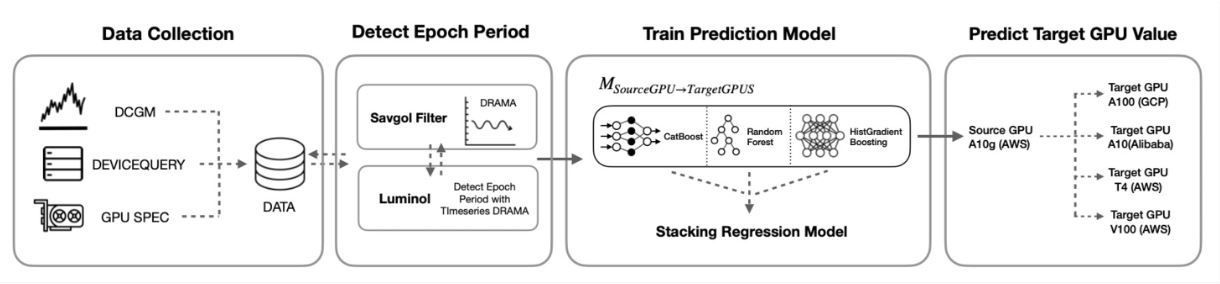 Data Collection
DCGM
DEVICEQUERY
GPU SPEC
DATA
Detect Epoch Period
Savgol Filter
DRAMA
Luminol
Detect Epoch
Period with
TImeseries DRAMA
Train Prediction Model
M SourceGPU→TargetGPUS
CatBoost
Random
Forest
HistGradient
Boosting
Stacking Regression Model
Predict Target GPU Value
Source GPU
A10g (AWS)
Target GPU
A100 (GCP)
Target GPU
A10(Alibaba)
Target GPU
T4 (AWS)
Target GPU
V100 (AWS)